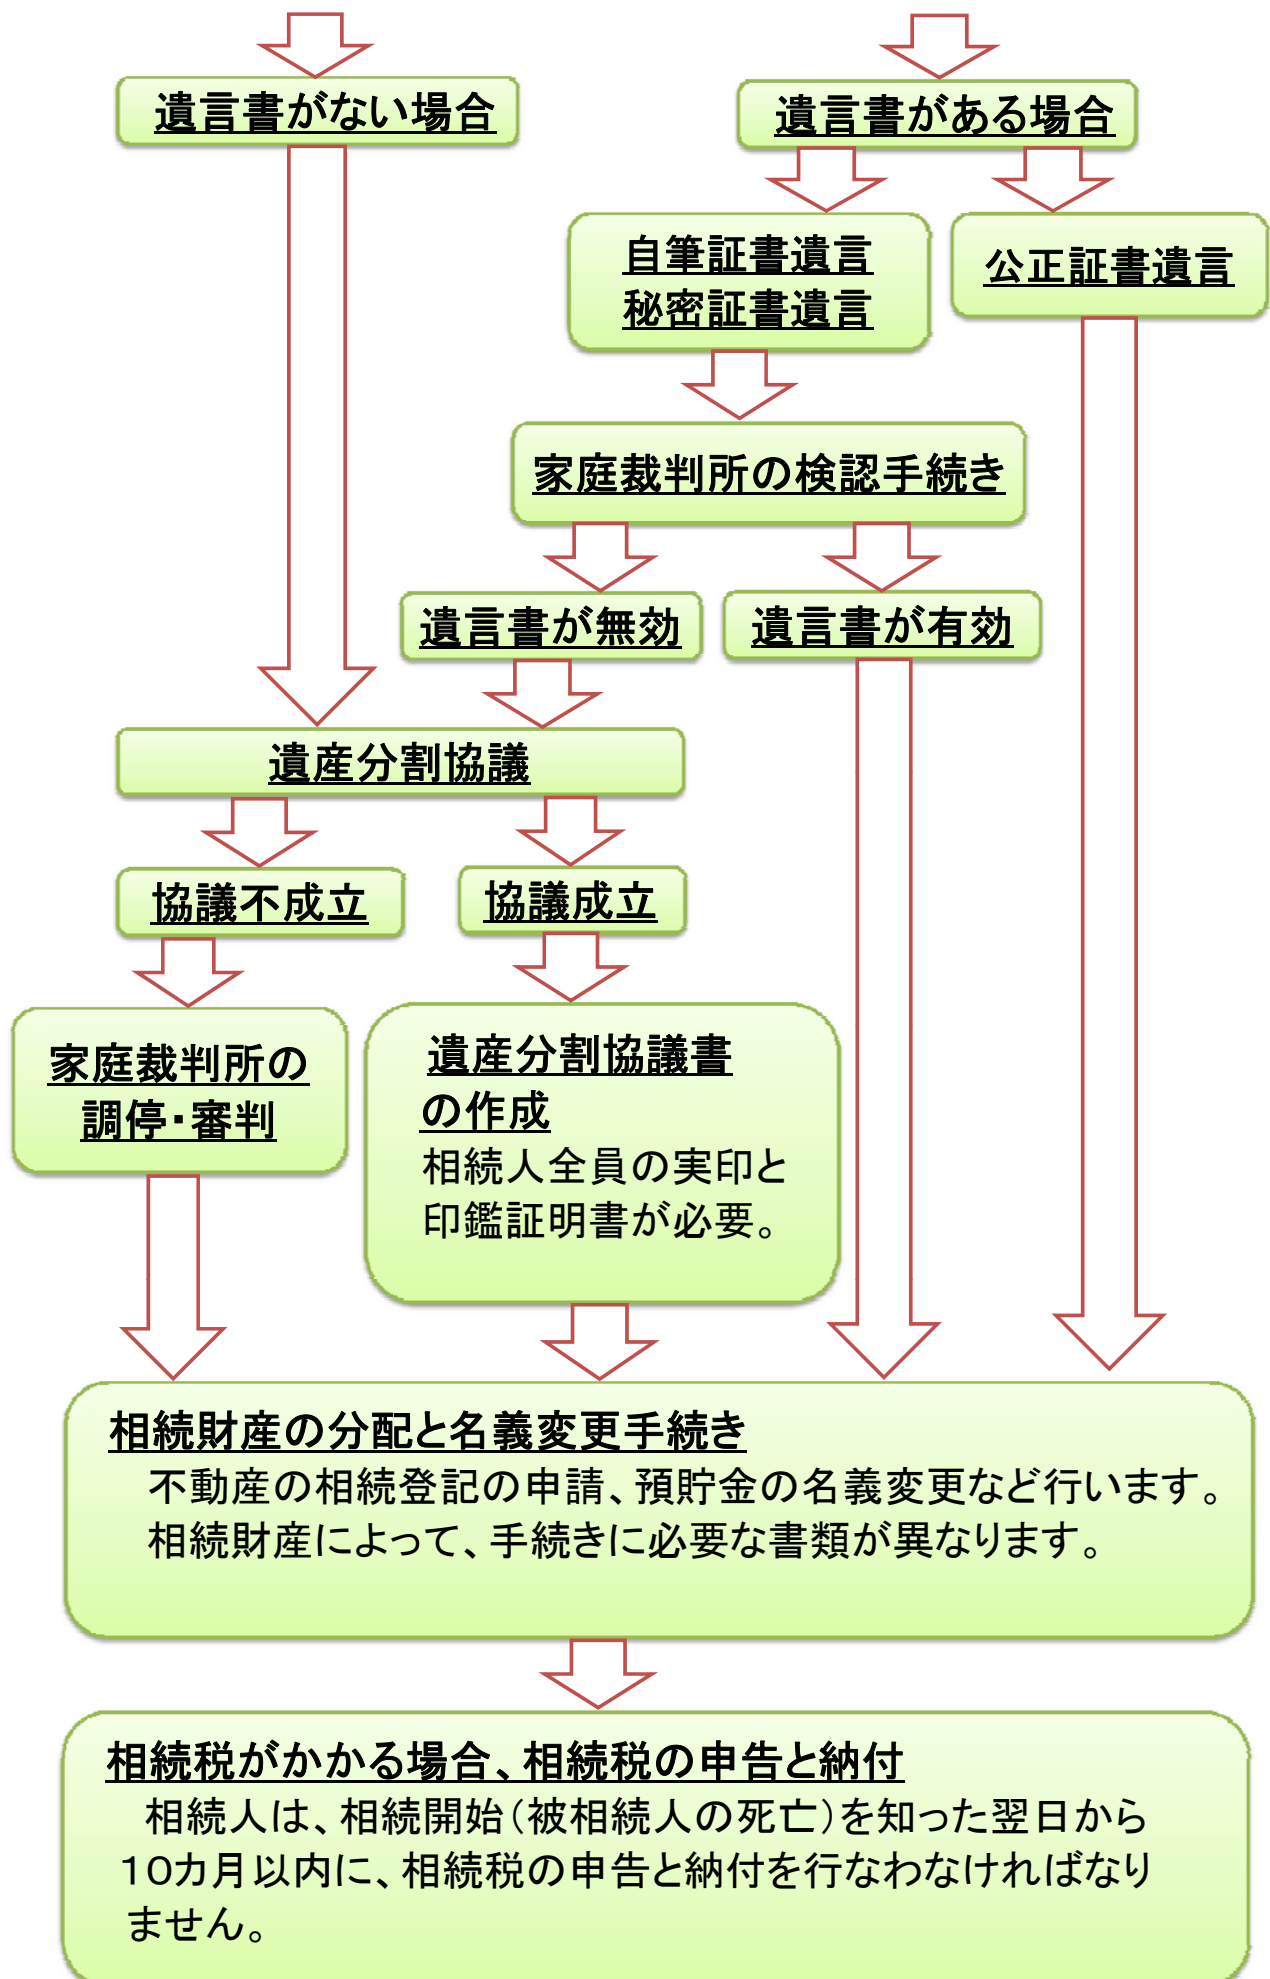 遺言書がない場合
遺言書がある場合
自筆証書遺言
秘密証書遺言
公正証書遺言
家庭裁判所の検認手続き
遺言書が無効
遺言書が有効
遺産分割協議
協議不成立
協議成立
家庭裁判所の
調停・審判
遺産分割協議書
の作成
相続人全員の実印と
印鑑証明書が必要。
相続財産の分配と名義変更手続き
不動産の相続登記の申請、預貯金の名義変更など行います。
相続財産によって、手続きに必要な書類が異なります。
相続税がかかる場合、相続税の申告と納付
相続人は、相続開始(被相続人の死亡)を知った翌日から
１０カ月以内に、相続税の申告と納付を行なわなければなり
ません。